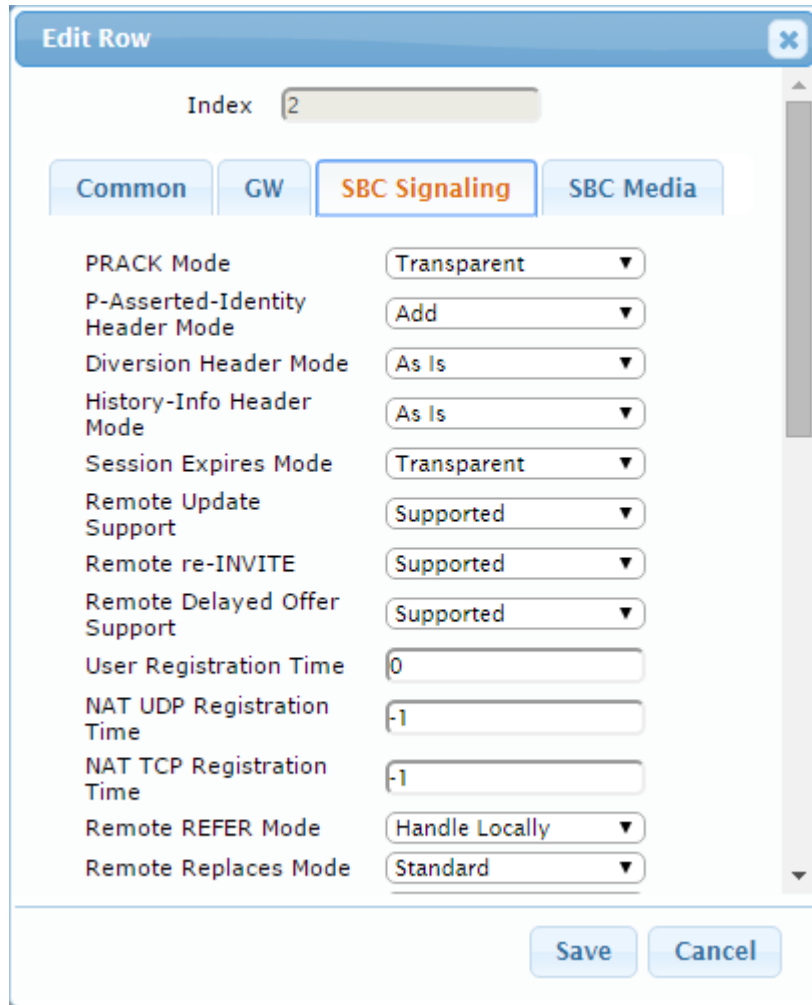 Edit Row
Index 2
Common GW SBC Signaling SBC Media
PRACK Mode Transparent
P-Asserted-Identity
Header Mode Add
Diversion Header Mode As Is
History-Info Header
Mode As Is
Session Expires Mode Transparent
Remote Update
Support Supported
Remote re-INVITE Supported
Remote Delayed Offer
Support Supported
User Registration Time 0
NAT UDP Registration
Time -1
NAT TCP Registration
Time -1
Remote REFER Mode Handle Locally
Remote Replaces Mode Standard
Save Cancel